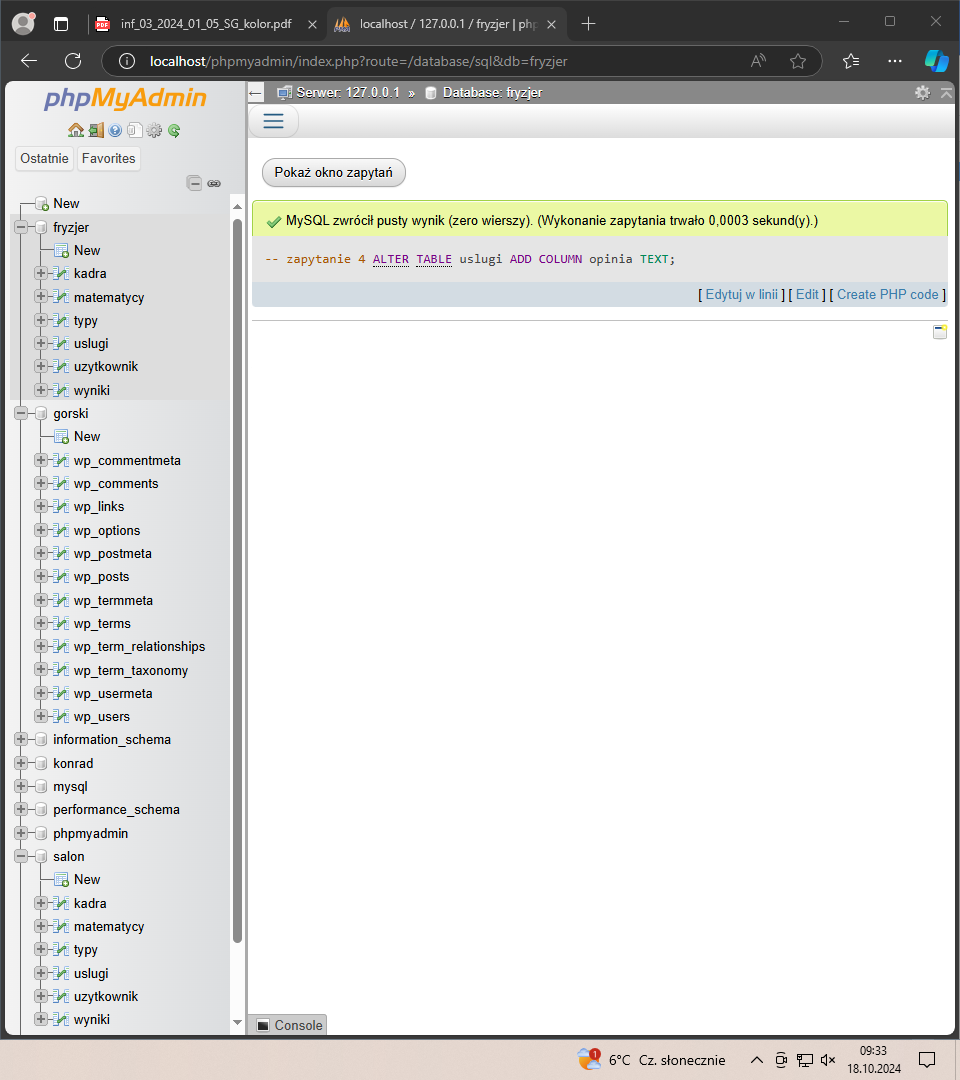 inf_03_2024_01_05_SG_kolor.pdf
localhost / 127.0.0.1 / fryzjer | php
localhost/phpmyadmin/index.php?route=/database/sql&db=fryzjer
phpMyAdmin
Ostatnie
Favorites
New
fryzjer
New
kadra
matematycy
typy
uslugi
uzytkownik
wyniki
gorski
New
wp_commentmeta
wp_comments
wp_links
wp_options
wp_postmeta
wp_posts
wp_termmeta
wp_terms
wp_term_relationships
wp_term_taxonomy
wp_usermeta
wp_users
information_schema
konrad
mysql
performance_schema
phpmyadmin
salon
New
kadra
matematycy
typy
uslugi
uzytkownik
wyniki
Serwer: 127.0.0.1 » Database: fryzjer
Pokaż okno zapytań
MySQL zwrócił pusty wynik (zero wierszy). (Wykonanie zapytania trwało 0,0003 sekund(y).)
-- zapytanie 4 ALTER TABLE uslugi ADD COLUMN opinia TEXT;
[ Edytuj w linii ] [ Edit ] [ Create PHP code ]
Console
1
6°C Cz. słonecznie
09:33
18.10.2024